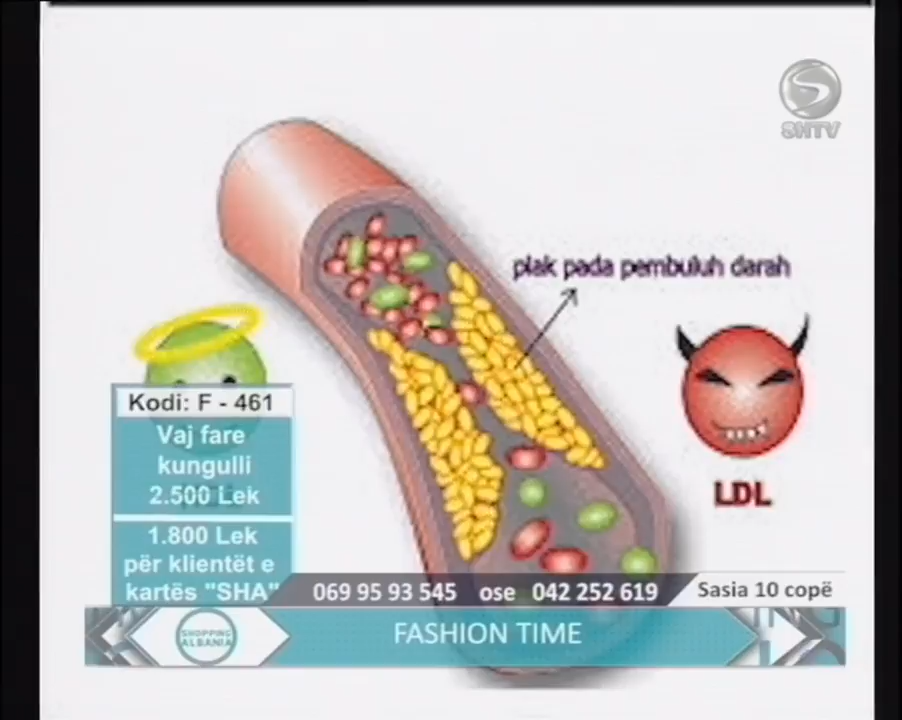 SHTV
plak pada pembuluh darah
LDL
Kodi: F - 461
Vaj fare
kungulli
2.500 Lek
1.800 Lek
për klientët e
kartës "SHA"
069 95 93 545 ose 042 252 619
Sasia 10 copë
SHOPPING
ALBANIA
FASHION TIME